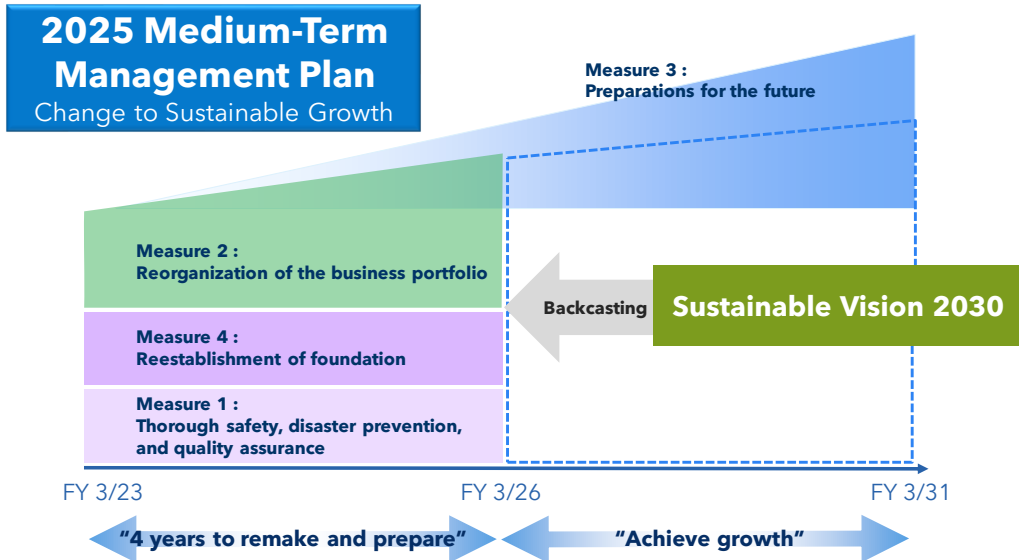 2025 Medium-Term
Management Plan
Change to Sustainable Growth
Measure 3 :
Preparations for the future
Measure 2 :
Reorganization of the business portfolio
Backcasting
Sustainable Vision 2030
Measure 4 :
Reestablishment of foundation
Measure 1 :
Thorough safety, disaster prevention,
and quality assurance
FY 3/23
FY 3/26
FY 3/31
“4 years to remake and prepare”
“Achieve growth”